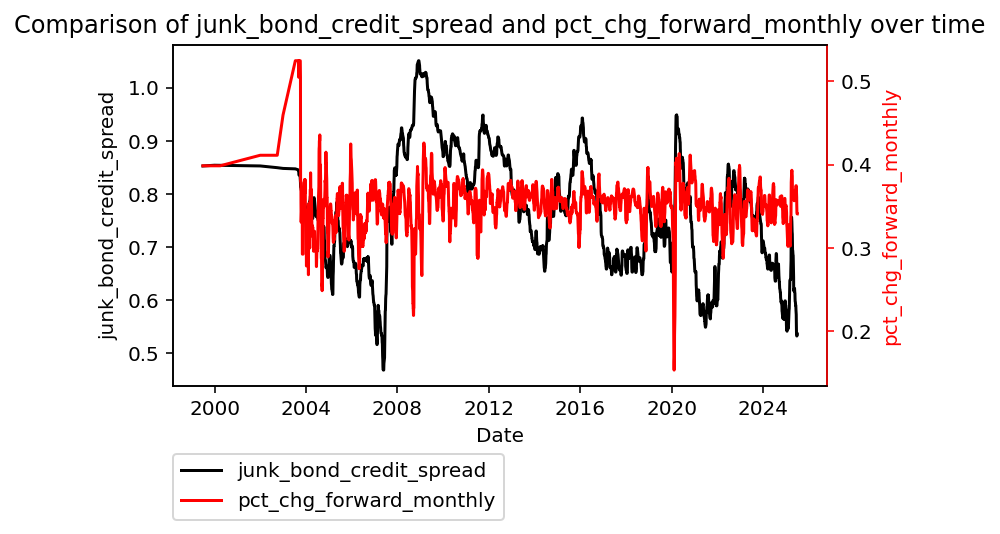 Comparison of junk_bond_credit_spread and pct_chg_forward_monthly over time
junk_bond_credit_spread
1.0
0.9
0.8
0.7
0.6
0.5
0.5
0.4
0.3
0.2
pct_chg_forward_monthly
2000 2004 2008 2012 2016 2020 2024
Date
junk_bond_credit_spread
pct_chg_forward_monthly